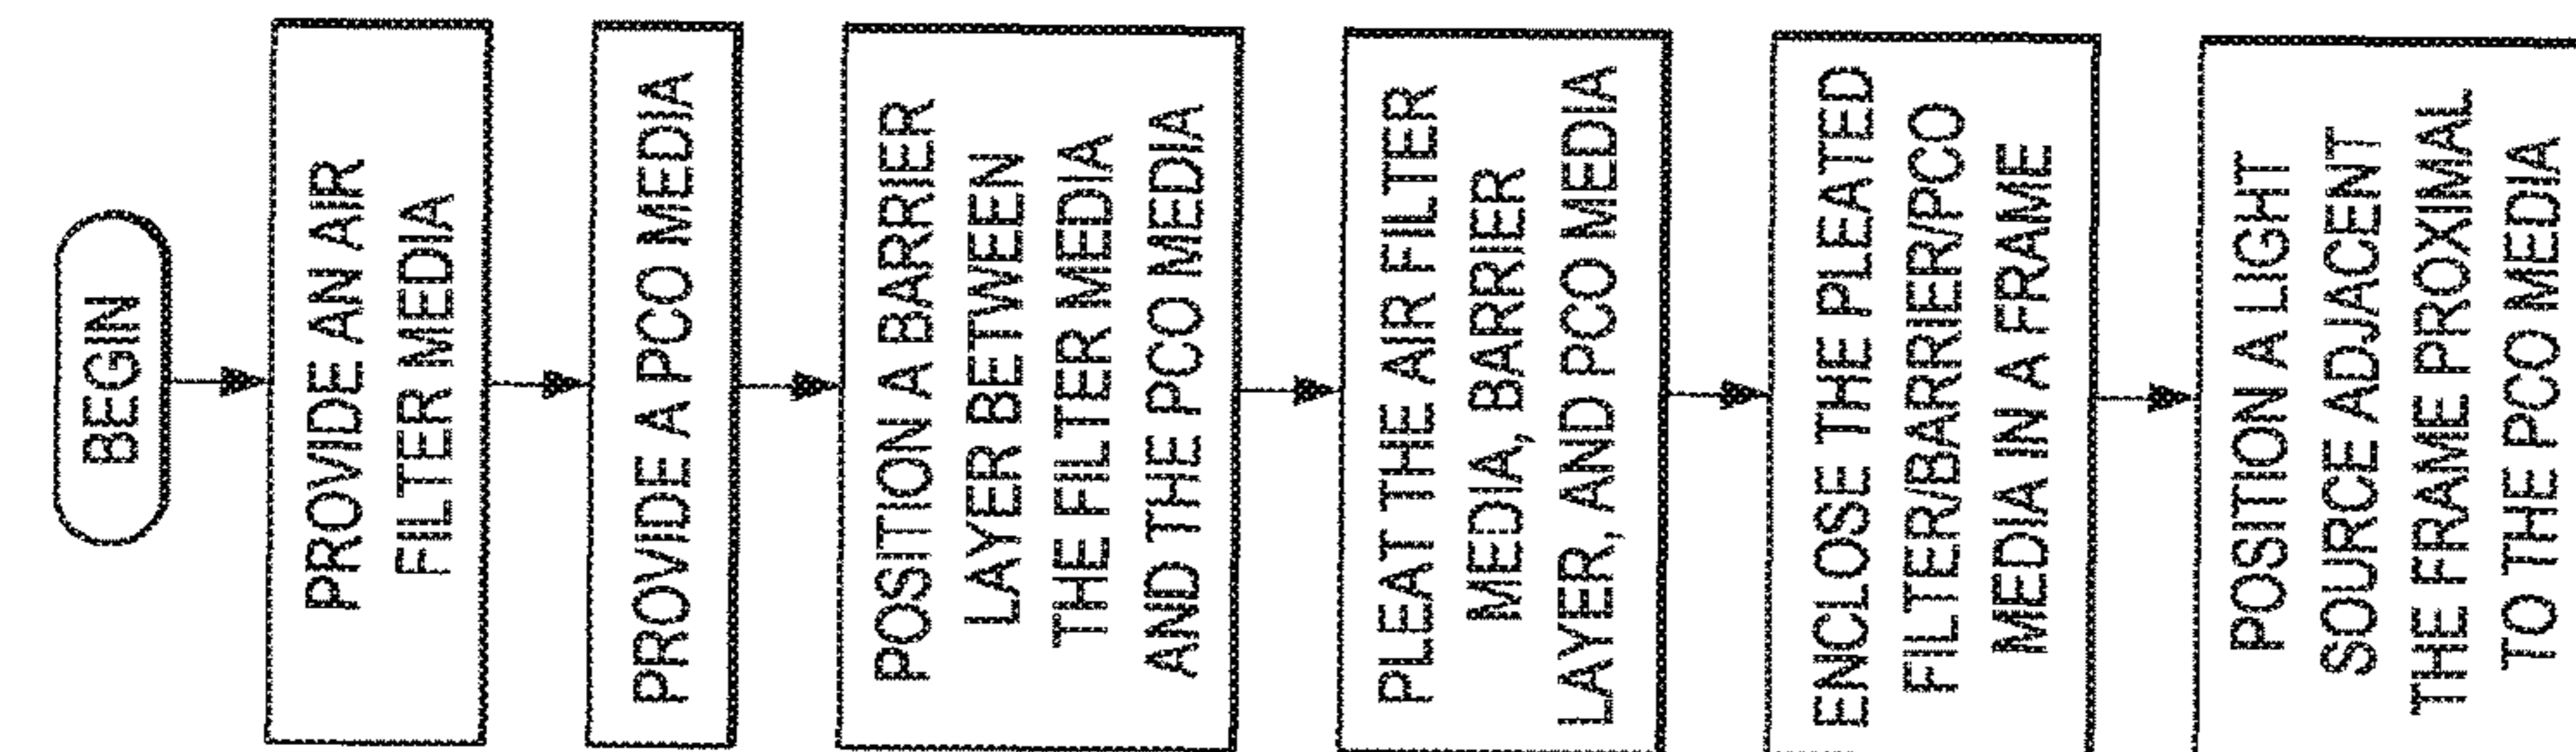 BEGIN
PROVIDE AN AIR
FILTER MEDIA
PROVIDE A PCO MEDIA
POSITION A BARRIER
LAYER BETWEEN
THE FILTER MEDIA
AND THE PCO MEDIA
PLEAT THE AIR FILTER
MEDIA, BARRIER
LAYER, AND PCO MEDIA
ENCLOSE THE PLEATED
FILTER/BARRIER/PCO
MEDIA IN A FRAME
POSITION A LIGHT
SOURCE ADJACENT
THE FRAME PROXIMAL
TO THE PCO MEDIA